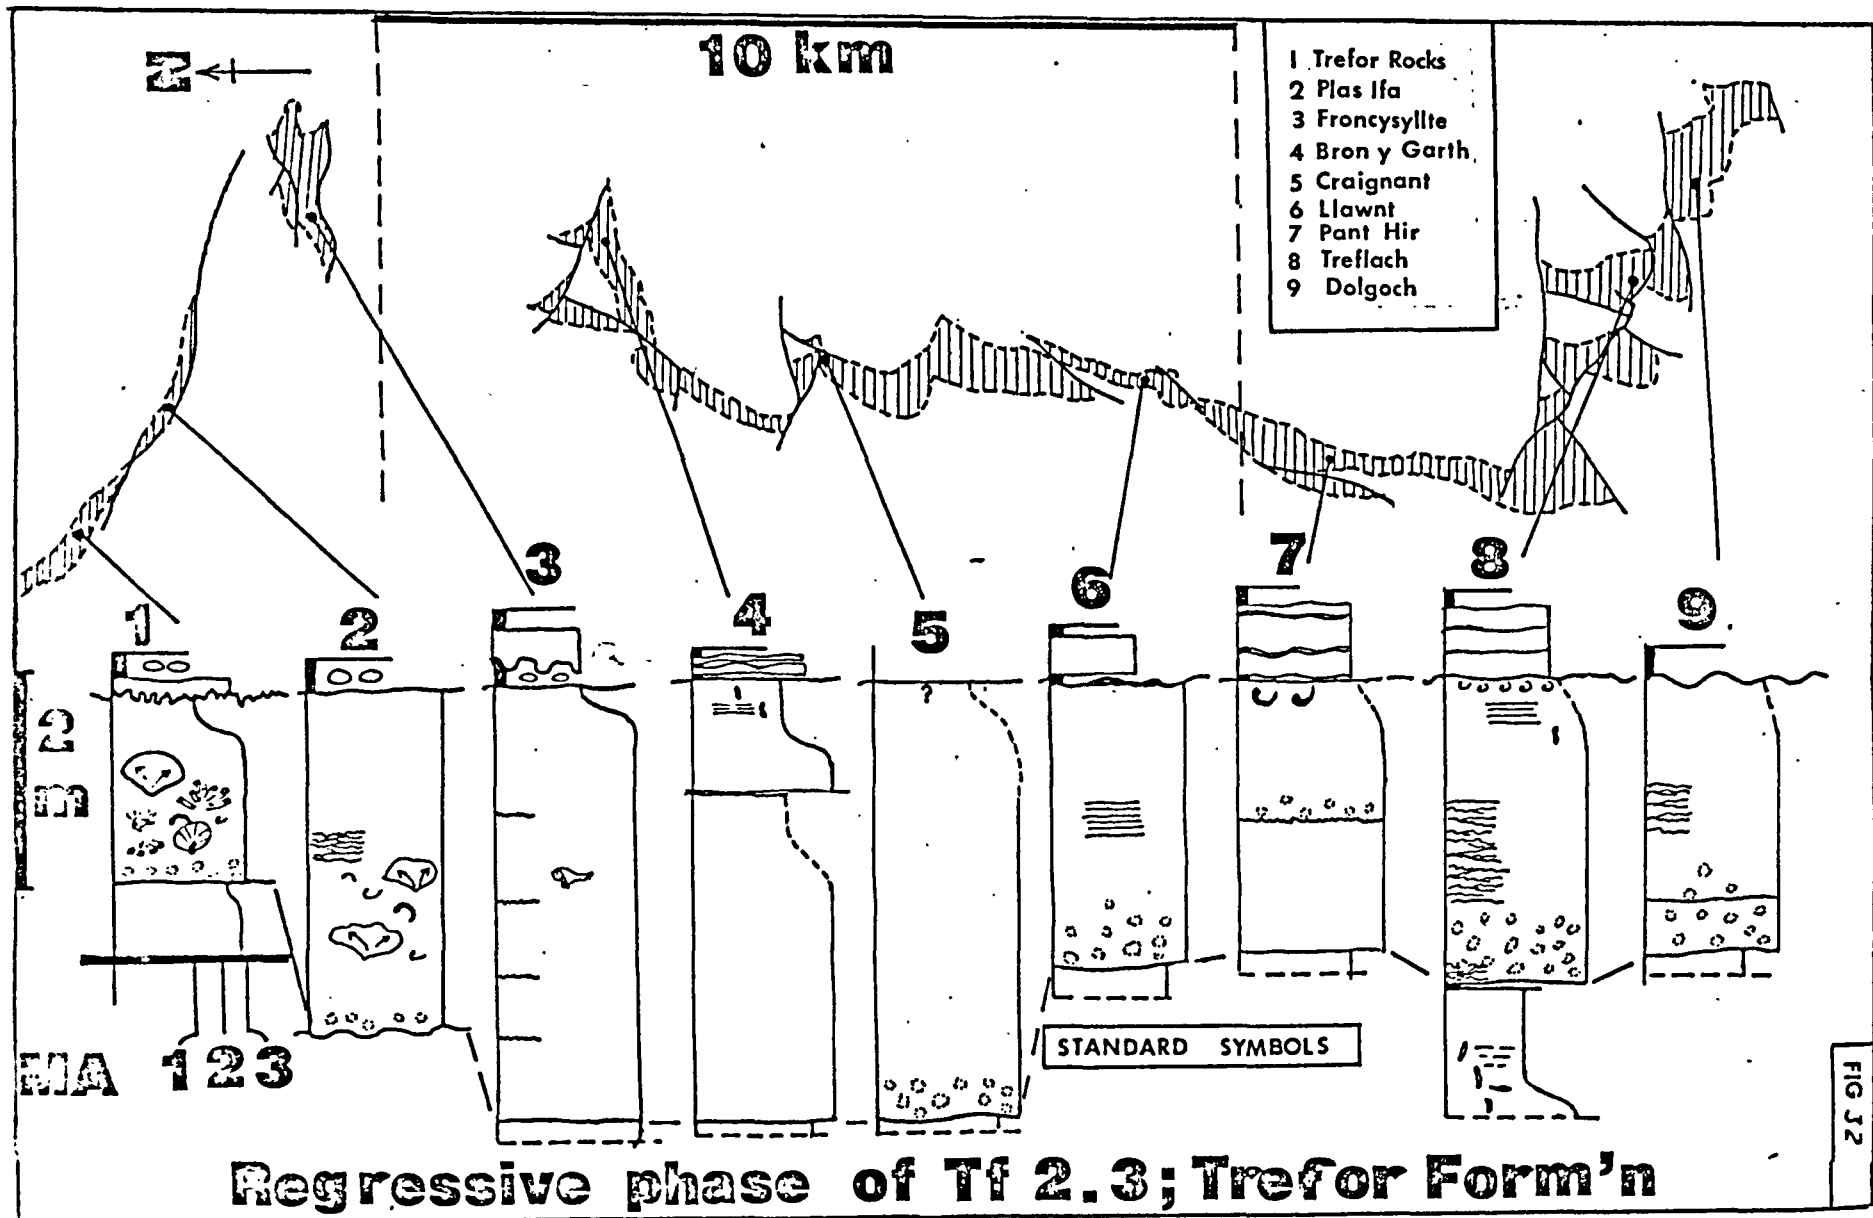 N
10 km
1 Trefor Rocks
2 Plas Ifa
3 Froncysyllte
4 Bron y Garth
5 Craignant
6 Llawnt
7 Pant Hir
8 Treflach
9 Dolgoch
1
2
3
4
5
6
7
8
9
2
m
?
MA 1 2 3
STANDARD SYMBOLS
FIG 52
Regressive phase of Tf 2.3; Trefor Form'n